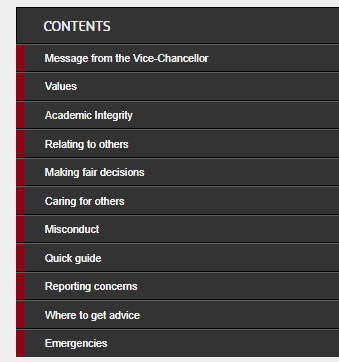 CONTENTS
Message from the Vice-Chancellor
Values
Academic Integrity
Relating to others
Making fair decisions
Caring for others
Misconduct
Quick guide
Reporting concerns
Where to get advice
Emergencies